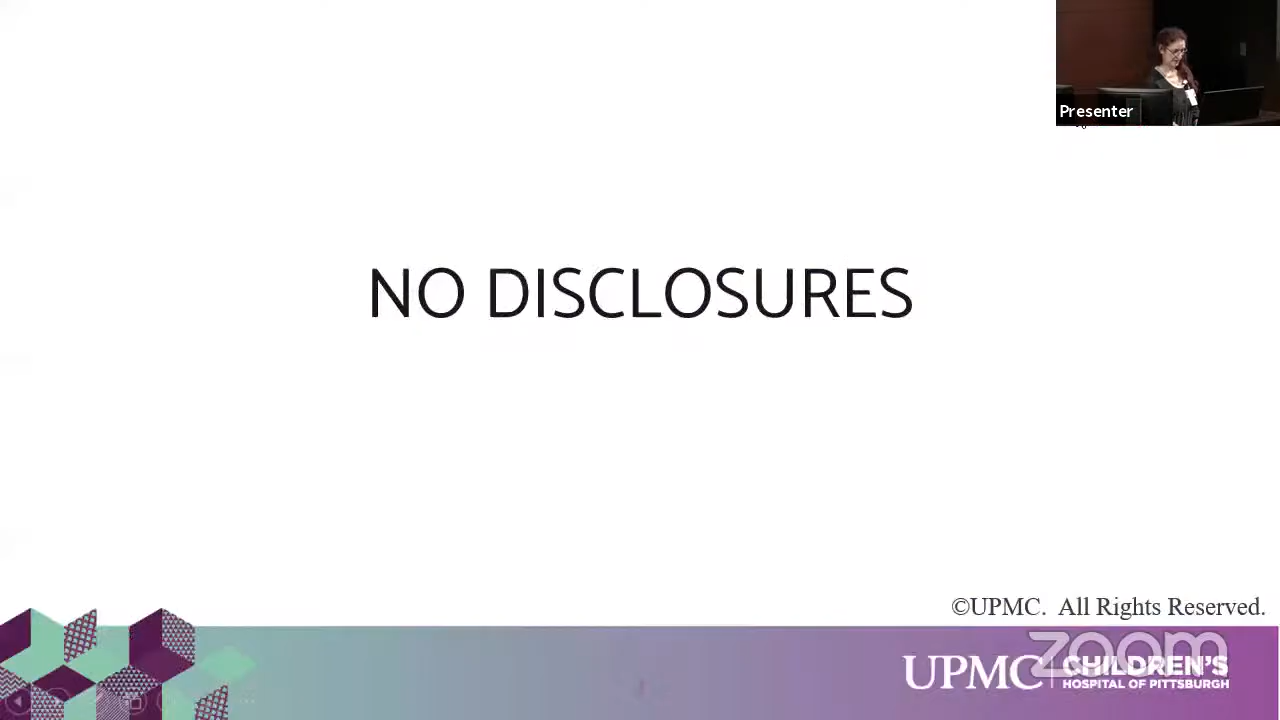 Presenter
NO DISCLOSURES
©UPMC. All Rights Reserved.
zoom
UPMC CHILDREN'S
HOSPITAL OF PITTSBURGH